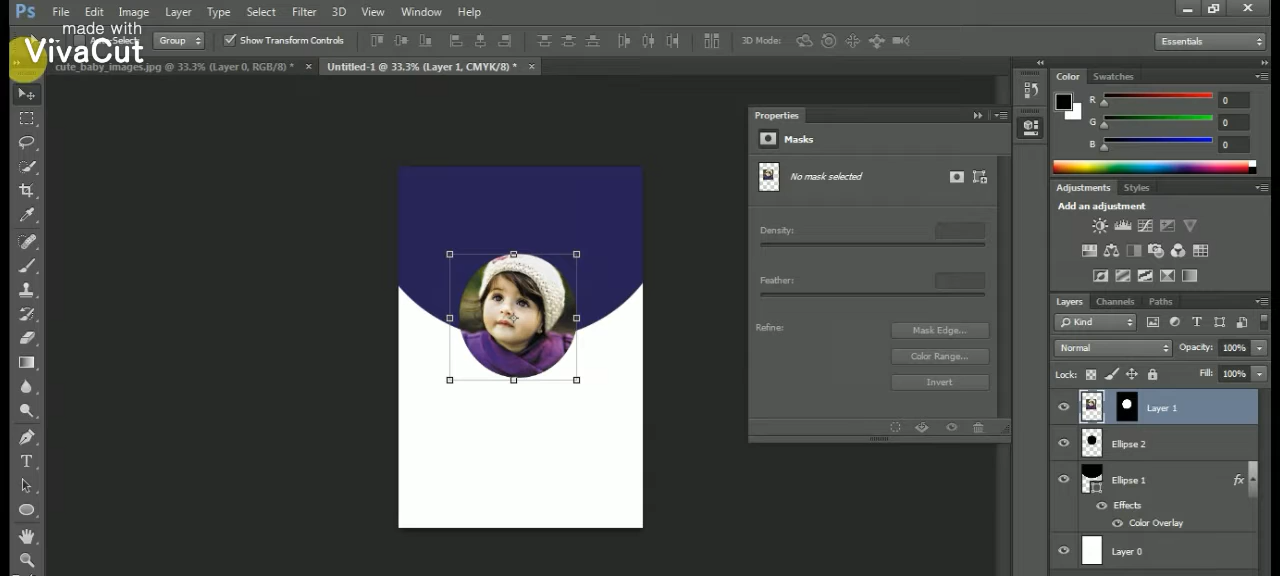 Ps File Edit Image Layer Type Select Filter 3D View Window Help
made with
VivaCut
Group Show Transform Controls 3D Mode: Essentials
cute_baby_images.jpg @ 33.3% (Layer 0, RGB/8) * × Untitled-1 @ 33.3% (Layer 1, CMYK/8) * ×
Color Swatches
R 0
G 0
B 0
Properties
Masks
No mask selected
Density:
Feather:
Refine: Mask Edge...
Color Range...
Invert
Adjustments Styles
Add an adjustment
Layers Channels Paths
Kind
Normal Opacity: 100%
Lock: Fill: 100%
Layer 1
Ellipse 2
Ellipse 1 fx
Effects
Color Overlay
Layer 0
T